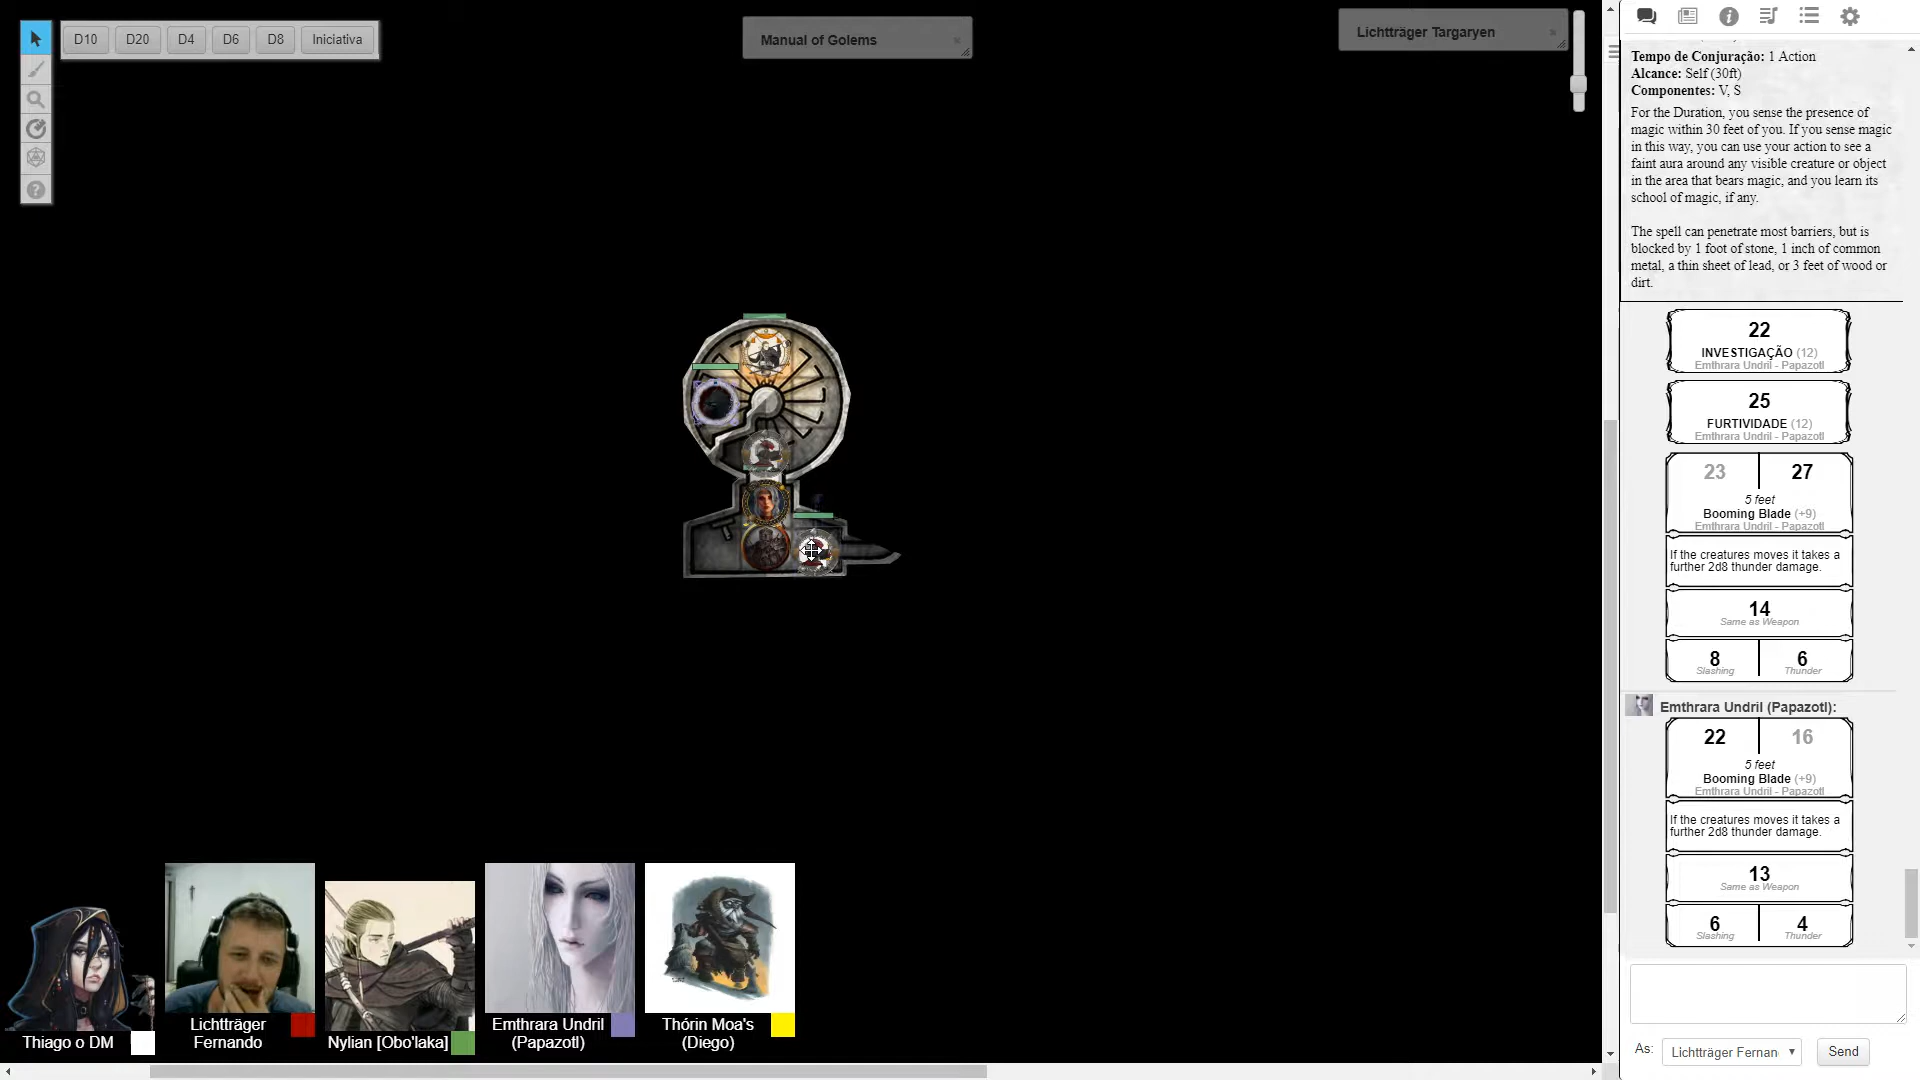 D10
D20
D4
D6
D8
Iniciativa
Manual of Golems
Lichtträger Targaryen
Tempo de Conjuração: 1 Action
Alcance: Self (30ft)
Componentes: V, S
For the Duration, you sense the presence of
magic within 30 feet of you. If you sense magic
in this way, you can use your action to see a
faint aura around any visible creature or object
in the area that bears magic, and you learn its
school of magic, if any.
The spell can penetrate most barriers, but is
blocked by 1 foot of stone, 1 inch of common
metal, a thin sheet of lead, or 3 feet of wood or
dirt.
22
INVESTIGAÇÃO (12)
Emthrara Undril - Papazotl
25
FURTIVIDADE (12)
Emthrara Undril - Papazotl
23 27
5 feet
Booming Blade (+9)
Emthrara Undril - Papazotl
If the creatures moves it takes a
further 2d8 thunder damage.
14
Same as Weapon
8 6
Slashing Thunder
Emthrara Undril (Papazotl):
22 16
5 feet
Booming Blade (+9)
Emthrara Undril - Papazotl
If the creatures moves it takes a
further 2d8 thunder damage.
13
Same as Weapon
6 4
Slashing Thunder
As: Lichtträger Fernan
Send
Thiago o DM
Lichtträger
Fernando
Nylian [Obo'laka]
Emthrara Undril
(Papazotl)
Thórin Moa's
(Diego)